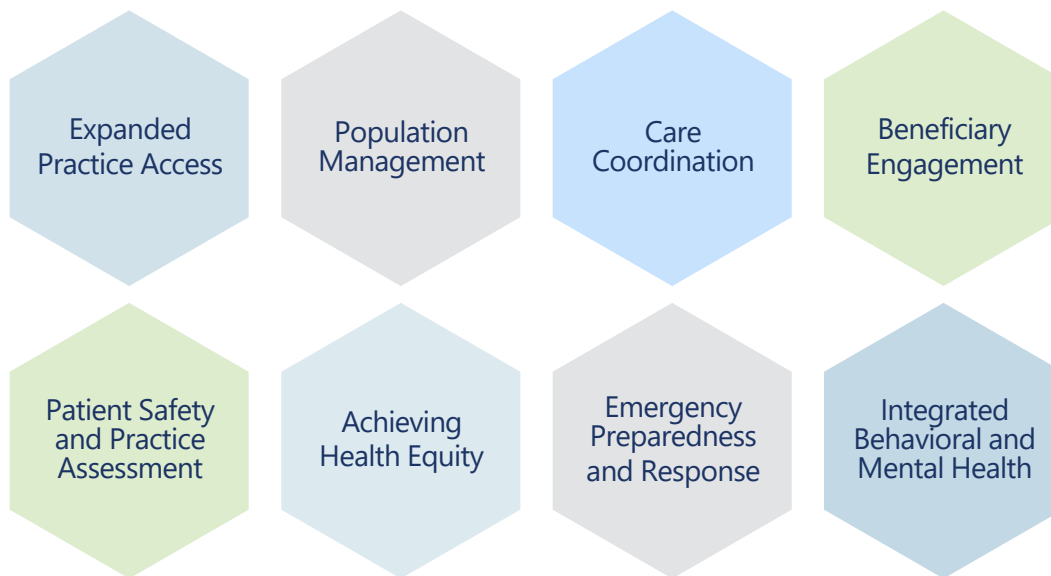 Expanded
Practice Access
Population
Management
Care
Coordination
Beneficiary
Engagement
Patient Safety
and Practice
Assessment
Achieving
Health Equity
Emergency
Preparedness
and Response
Integrated
Behavioral and
Mental Health